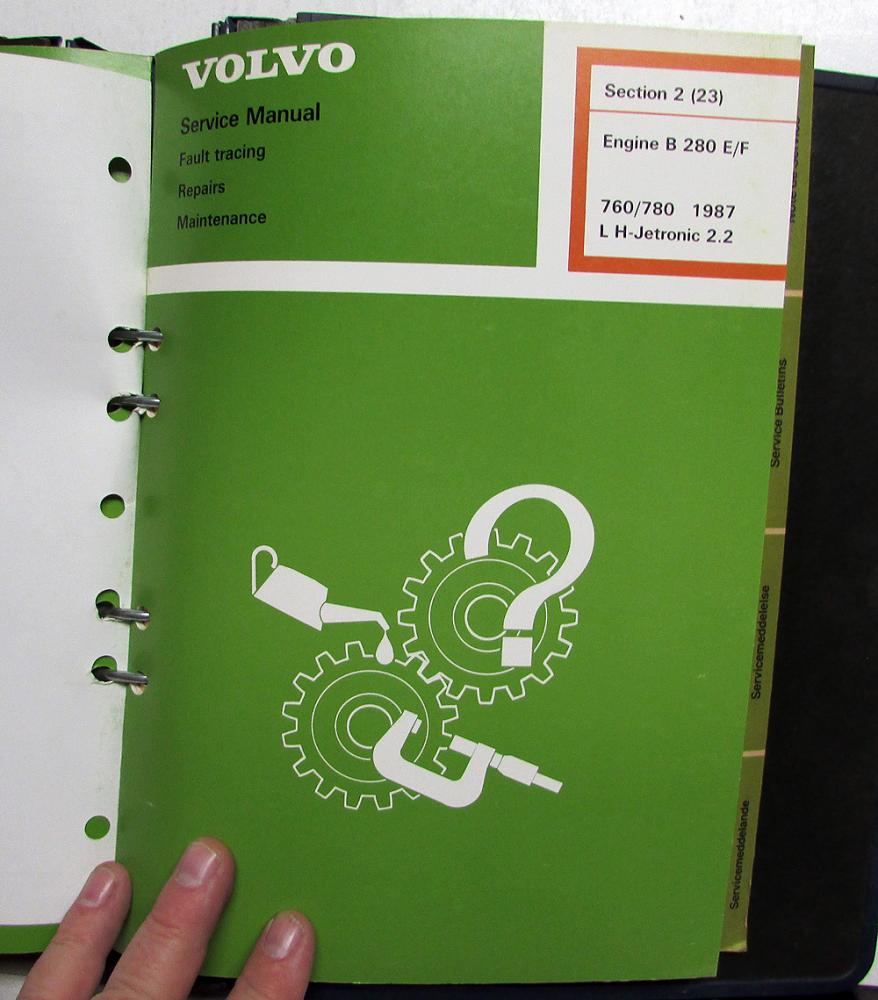 VOLVO
Service Manual
Fault tracing
Repairs
Maintenance
Section 2 (23)
Engine B 280 E/F
760/780 1987
L H-Jetronic 2.2
Service Bulletins
Servicemeddelelse
Servicemeddelande